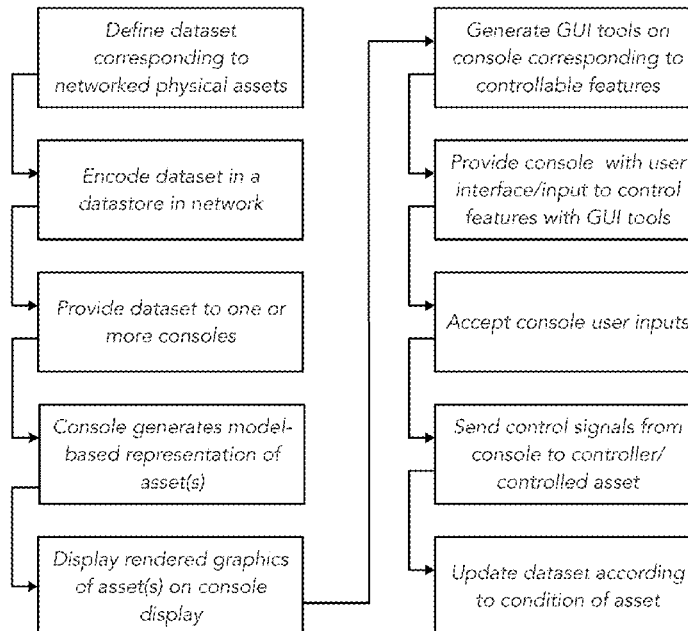 Define dataset
corresponding to
networked physical assets
Encode dataset in a
datastore in network
Provide dataset to one or
more consoles
Console generates model-
based representation of
asset(s)
Display rendered graphics
of asset(s) on console
display
Generate GUI tools on
console corresponding to
controllable features
Provide console with user
interface/input to control
features with GUI tools
Accept console user inputs
Send control signals from
console to controller/
controlled asset
Update dataset according
to condition of asset